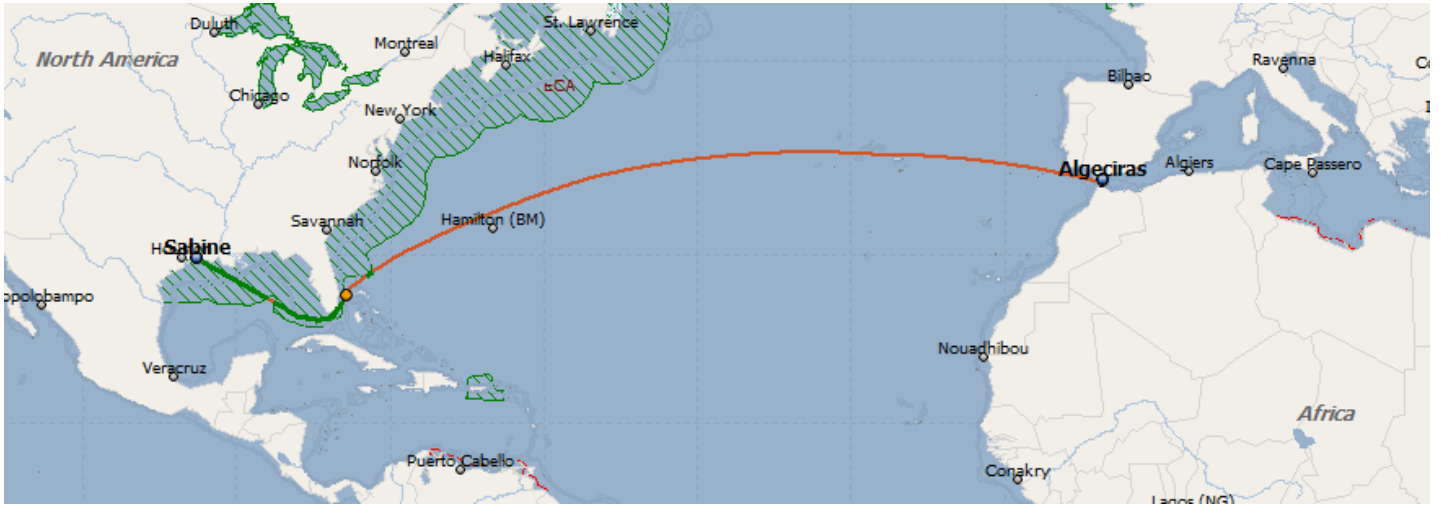 Duluth
St. Lawrence
Montreal
North America
Halifax
Ravenna
Bilbao
ECA
Chicago
New York
Norfolk
Algeciras
Algiers
Cape Passero
Savannah
Hamilton (BM)
Sabine
opolobampo
Nouadhibou
Veracruz
Africa
Puerto Cabello
Conakry
Lagos (NG)